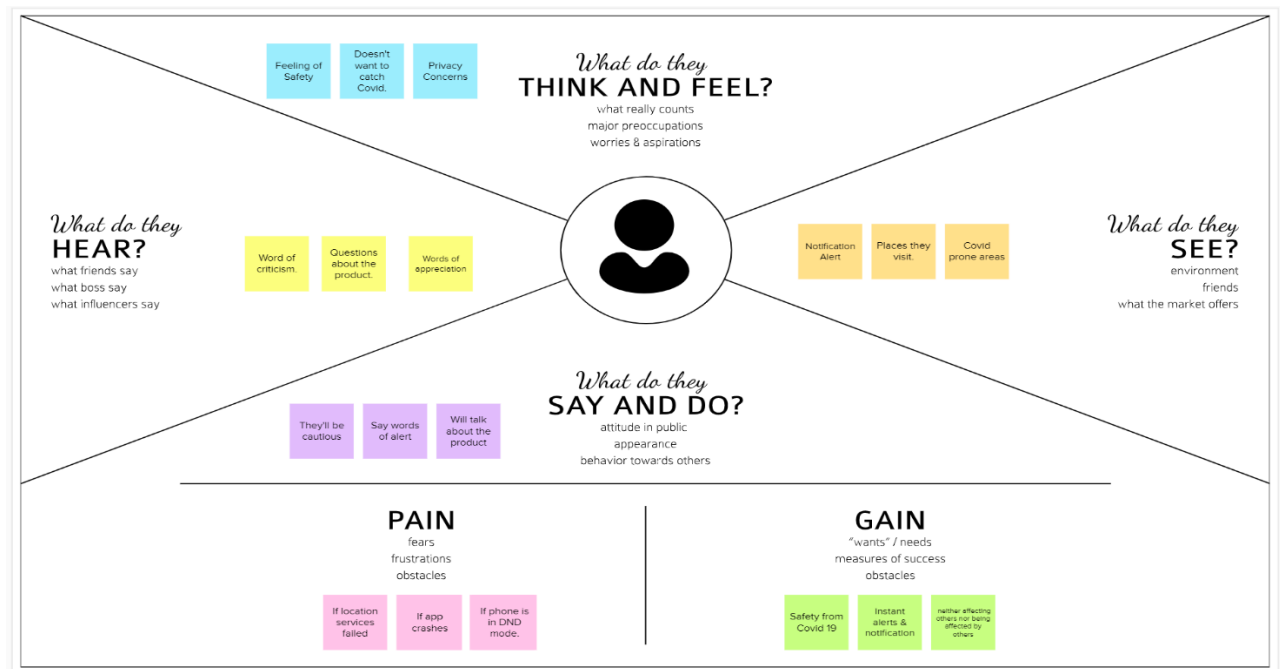 Feeling of
Safety
Doesn't
want to
catch
Covid.
Privacy
Concerns
What do they
THINK AND FEEL?
what really counts
major preoccupations
worries & aspirations
What do they
HEAR?
what friends say
what boss say
what influencers say
Word of
criticism.
Questions
about the
product.
Words of
appreciation
Notification
Alert
Places they
visit.
Covid
prone areas
What do they
SEE?
environment
friends
what the market offers
What do they
SAY AND DO?
attitude in public
appearance
behavior towards others
They'll be
cautious
Say words
of alert
Will talk
about the
product
PAIN
fears
frustrations
obstacles
If location
services
failed
If app
crashes
If phone is
in DND
mode.
GAIN
"wants" / needs
measures of success
obstacles
Safety from
Covid 19
Instant
alerts &
notification
neither affecting
others nor being
affected by
others